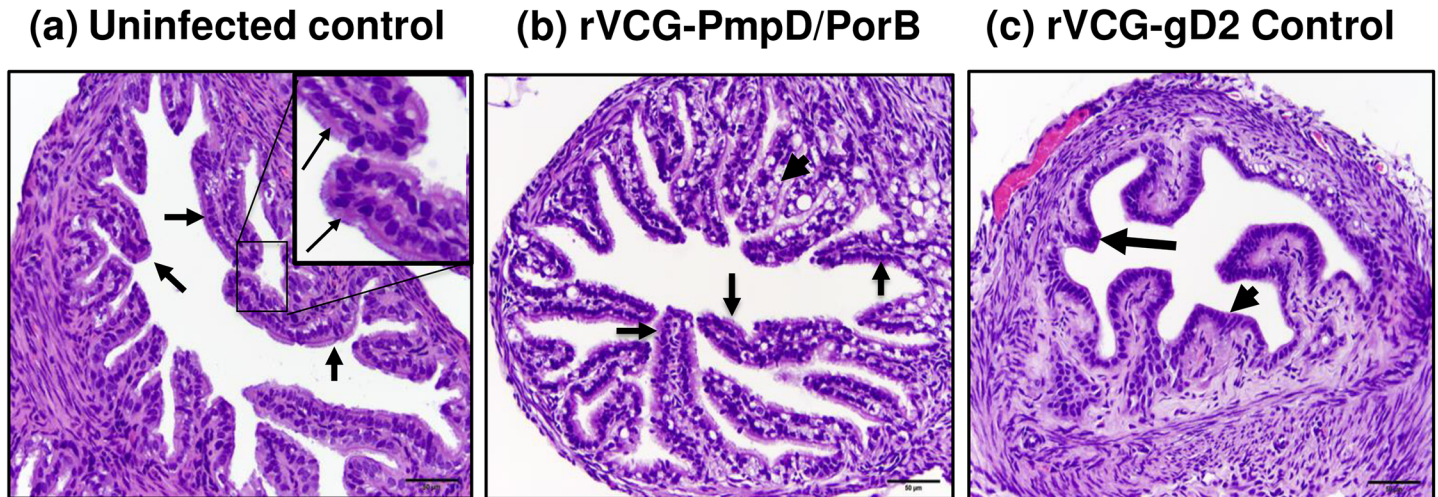 (a) Uninfected control
(b) rVCG-PmpD/PorB
(c) rVCG-gD2 Control
50 µm